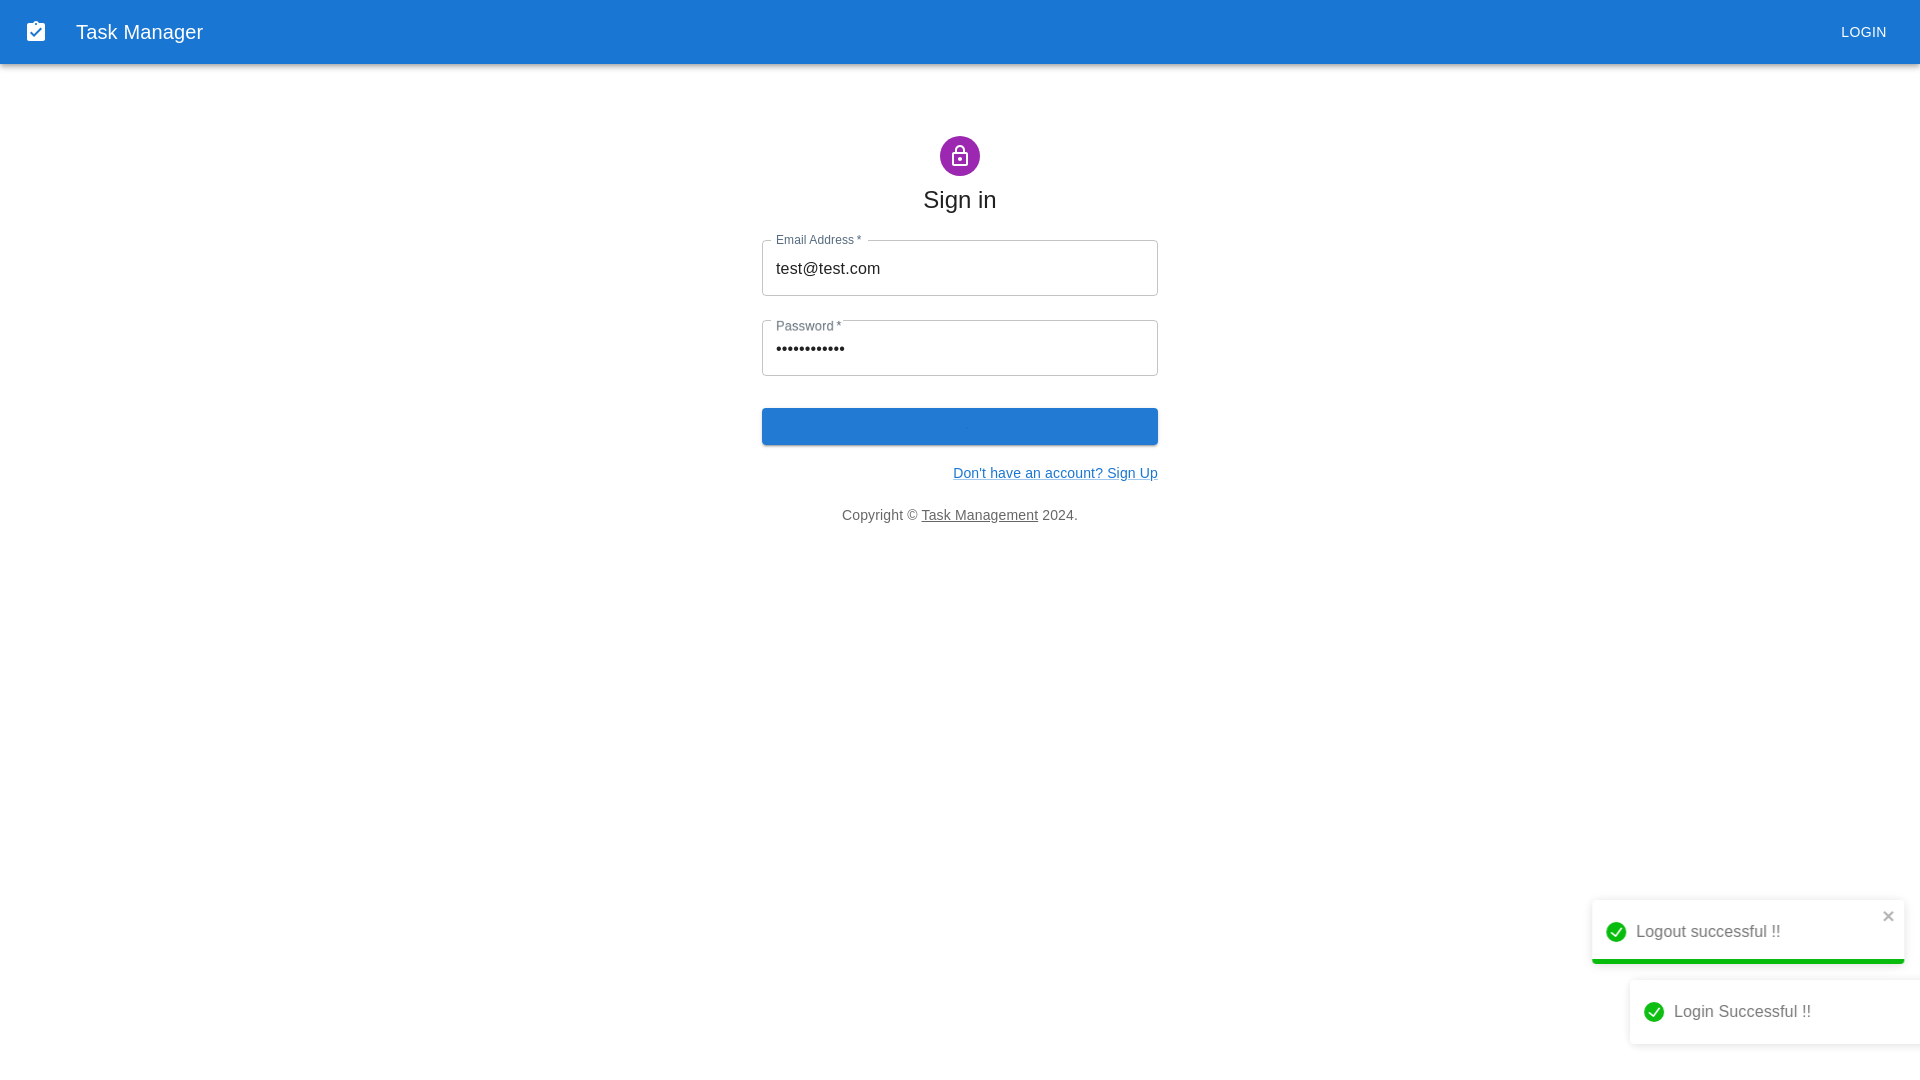 Task Manager
LOGIN
Sign in
Email Address *
test@test.com
Password *
••••••••••••
Don't have an account? Sign Up
Copyright © Task Management 2024.
Logout successful !!
Login Successful !!